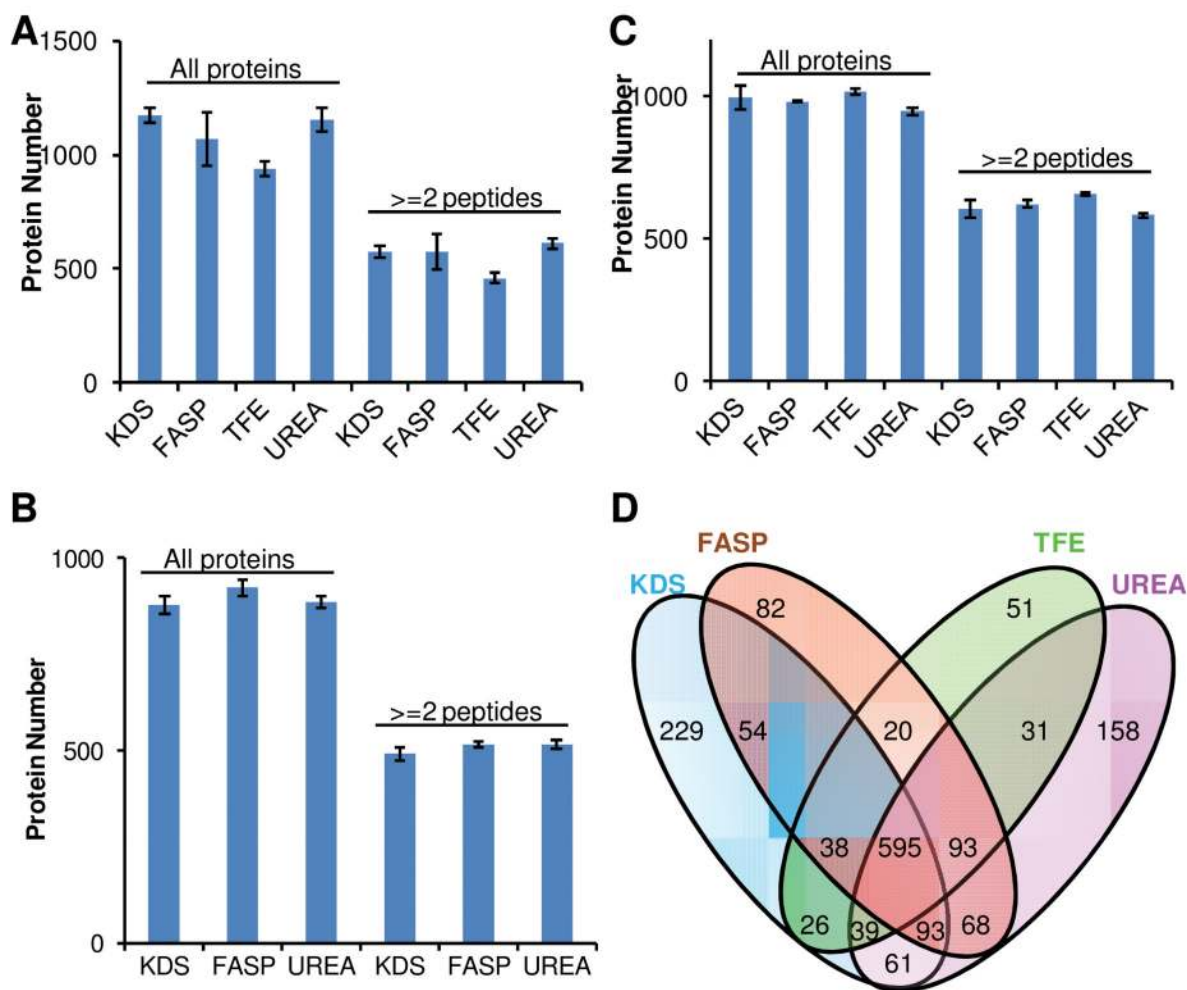 A
1500
1000
500
0
Protein Number
All proteins
>=2 peptides
KDS
FASP
TFE
UREA
KDS
FASP
TFE
UREA
C
1000
500
0
Protein Number
All proteins
>=2 peptides
KDS
FASP
TFE
UREA
KDS
FASP
TFE
UREA
B
1000
500
0
Protein Number
All proteins
>=2 peptides
KDS FASP UREA KDS FASP UREA
D
FASP TFE
KDS UREA
82 51
229 54 20 31 158
38 595 93
26 39 93 68
61